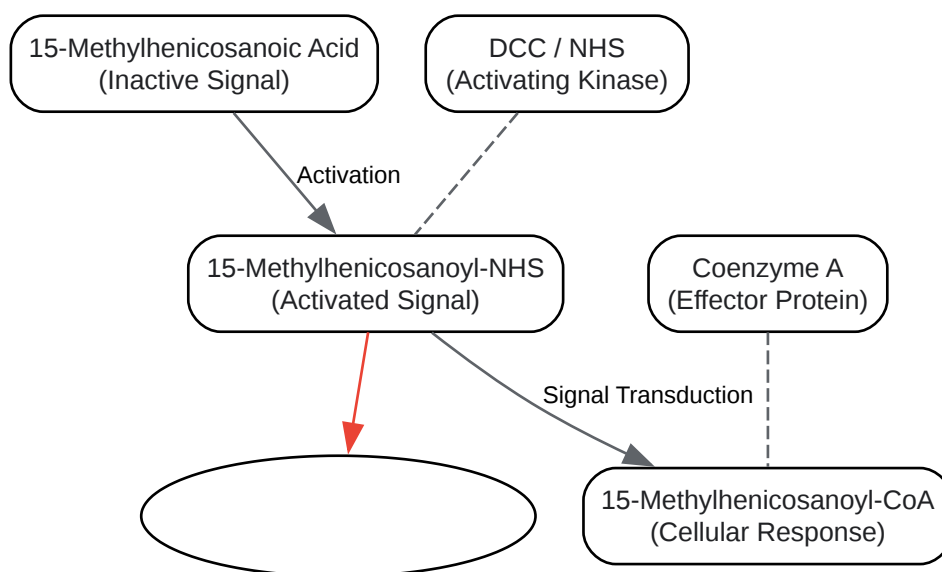 15-Methylhenicosanoic Acid
(Inactive Signal)
DCC / NHS
(Activating Kinase)
Activation
15-Methylhenicosanoyl-NHS
(Activated Signal)
Coenzyme A
(Effector Protein)
Signal Transduction
15-Methylhenicosanoyl-CoA
(Cellular Response)